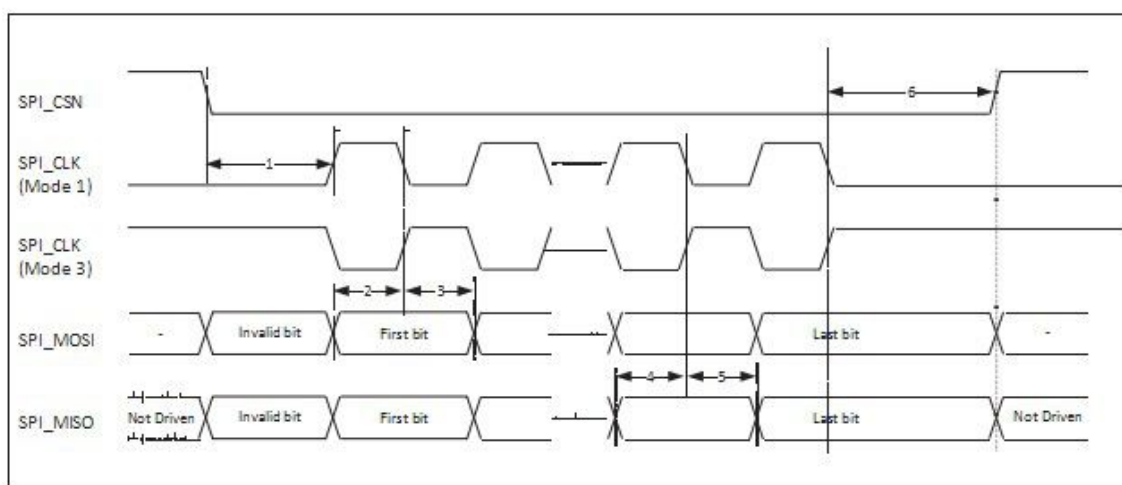 SPI_CSN
6
SPI_CLK
(Mode 1)
1
SPI_CLK
(Mode 3)
2
3
SPI_MOSI
-
Invalid bit
First bit
Last bit
-
4
5
SPI_MISO
Not Driven
Invalid bit
First bit
Last bit
Not Driven